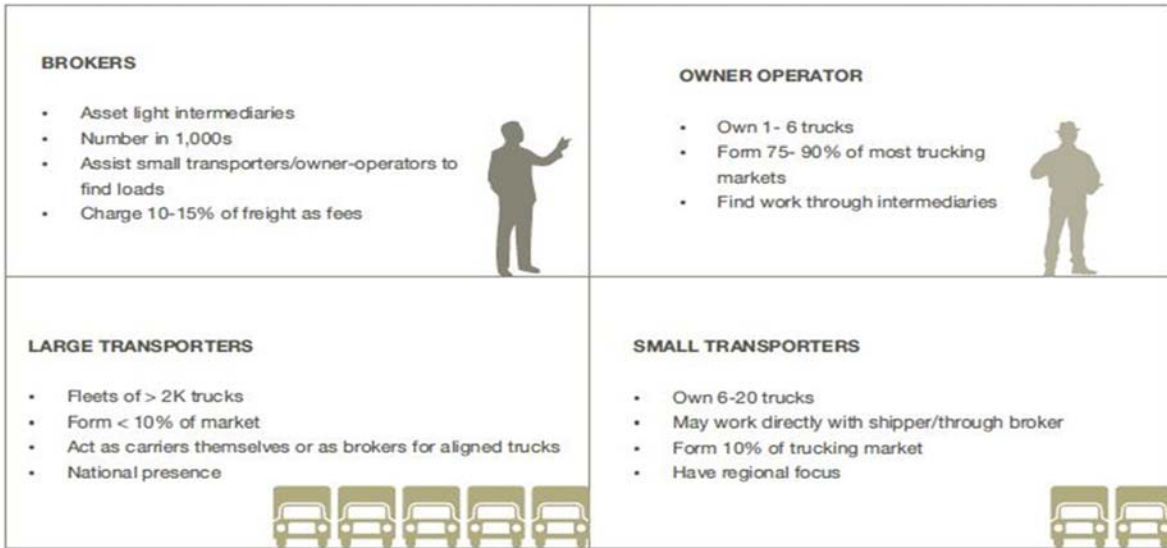 BROKERS
• Asset light intermediaries
• Number in 1,000s
• Assist small transporters/owner-operators to
find loads
• Charge 10-15% of freight as fees
OWNER OPERATOR
• Own 1- 6 trucks
• Form 75- 90% of most trucking
markets
• Find work through intermediaries
LARGE TRANSPORTERS
• Fleets of > 2K trucks
• Form < 10% of market
• Act as carriers themselves or as brokers for aligned trucks
• National presence
SMALL TRANSPORTERS
• Own 6-20 trucks
• May work directly with shipper/through broker
• Form 10% of trucking market
• Have regional focus